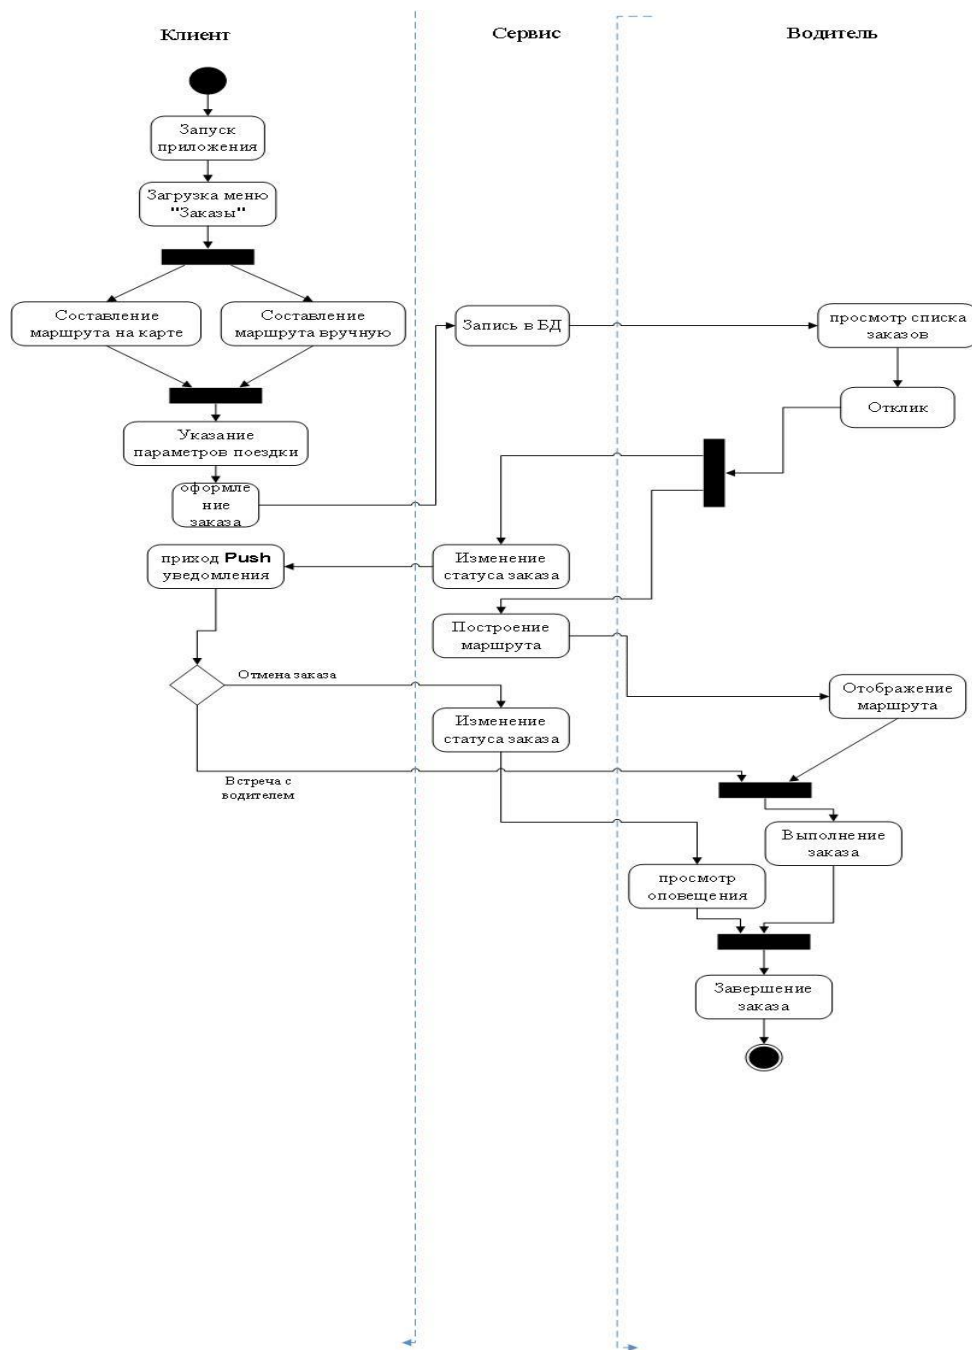 Клиент
Сервис
Водитель
Запуск
приложения
Загрузка меню
"Заказы"
Составление
маршрута на карте
Составление
маршрута вручную
Запись в БД
просмотр списка
заказов
Отклик
Указание
параметров поездки
оформле
ние
заказа
приход Push
уведомления
Изменение
статуса заказа
Построение
маршрута
Отмена заказа
Отображение
маршрута
Изменение
статуса заказа
Встреча с
водителем
Выполнение
заказа
просмотр
оповещения
Завершение
заказа